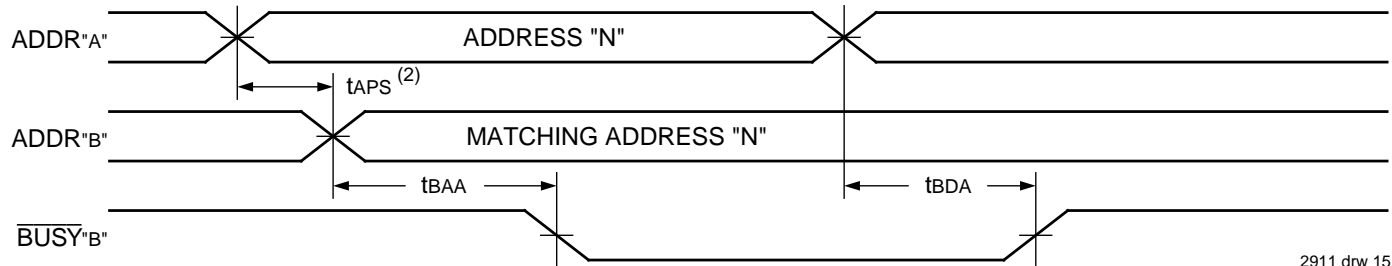 ADDR"A"
ADDRESS "N"
tAPS (2)
ADDR"B"
MATCHING ADDRESS "N"
tBAA
tBDA
BUSY"B"
2911 drw 15